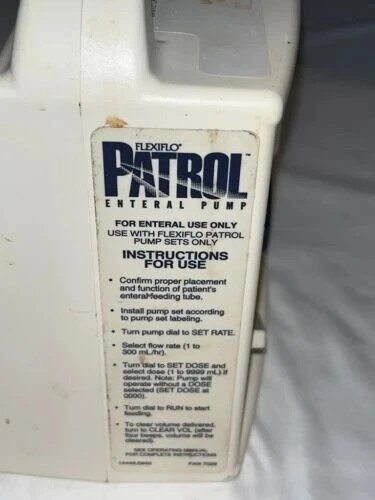 FLEXIFLO®
PATROL™
ENTERAL PUMP
FOR ENTERAL USE ONLY
USE WITH FLEXIFLO PATROL
PUMP SETS ONLY
INSTRUCTIONS
FOR USE
• Confirm proper placement
and function of patient's
enteral feeding tube.
• Install pump set according
to pump set labeling.
• Turn pump dial to SET RATE.
• Select flow rate (1 to
300 mL/hr).
• Turn dial to SET DOSE and
select dose (1 to 9999 mL) if
desired. Note: Pump will
operate without a DOSE
selected (SET DOSE at
0000).
• Turn dial to RUN to start
feeding.
• To clear volume delivered,
turn to CLEAR VOL (after
four beeps, volume will be
cleared).
SEE OPERATING MANUAL
FOR COMPLETE INSTRUCTIONS